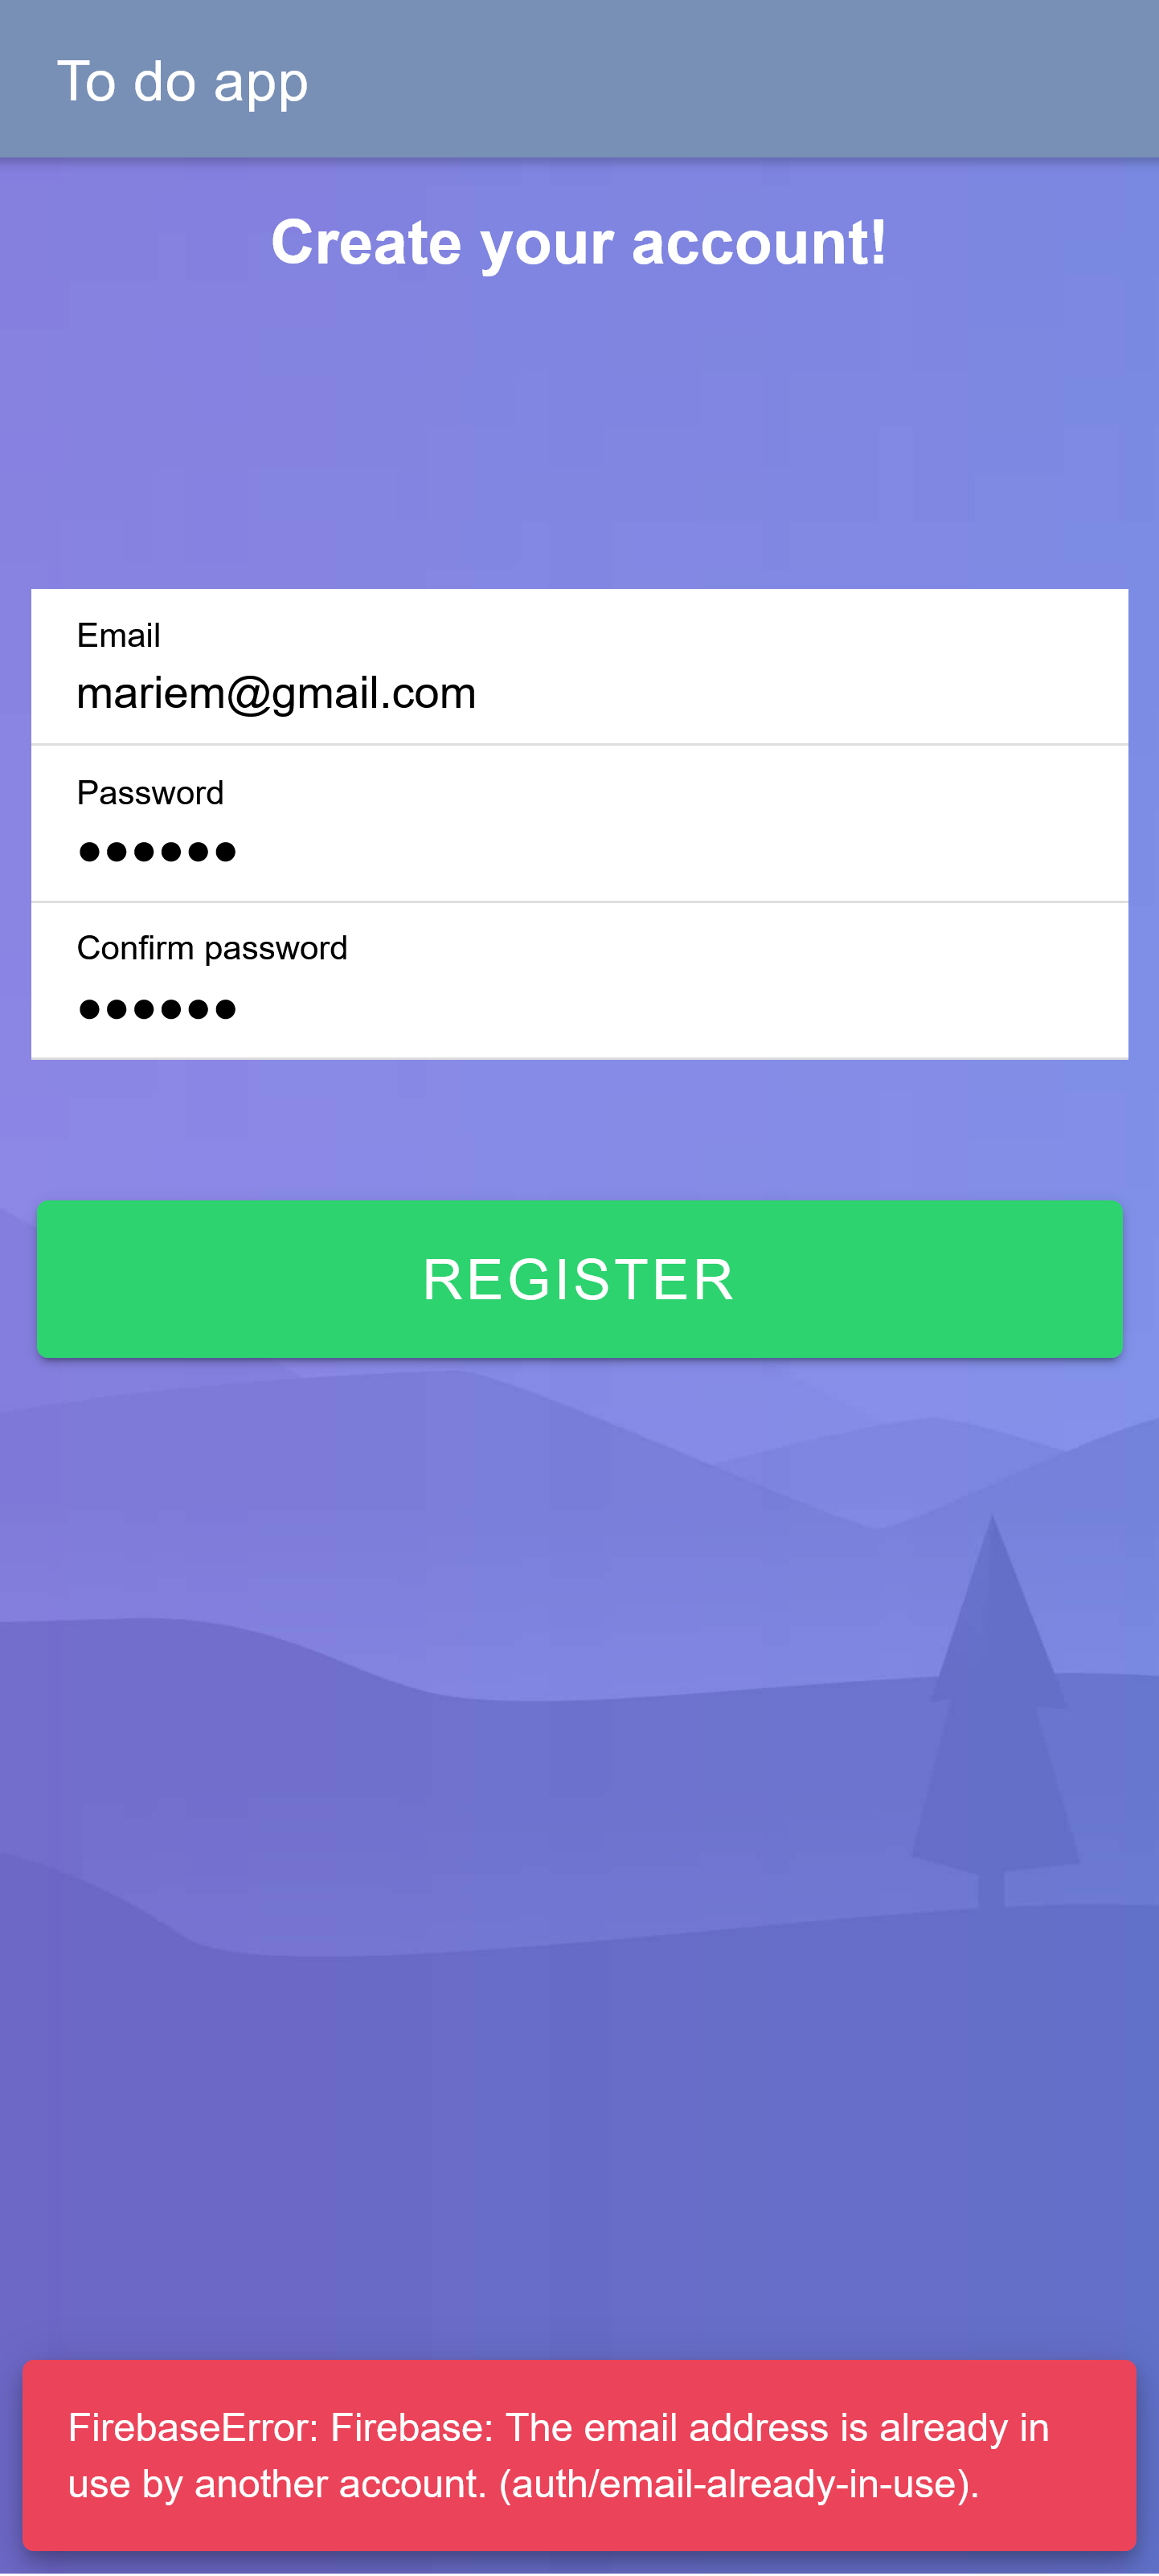 To do app
Create your account!
Email
mariem@gmail.com
Password
●●●●●●
Confirm password
●●●●●●
REGISTER
FirebaseError: Firebase: The email address is already in
use by another account. (auth/email-already-in-use).